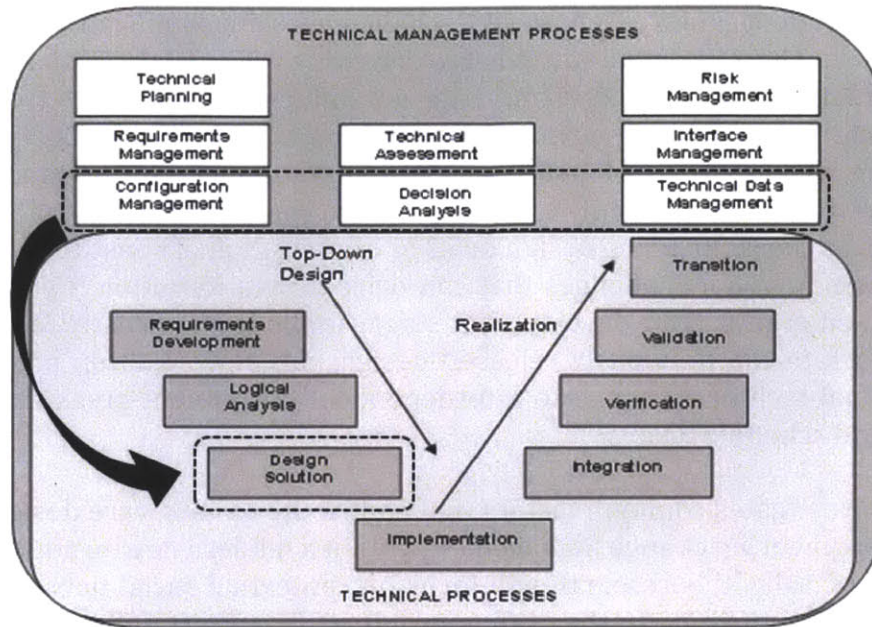 TECHNICAL MANAGEMENT PROCESSES
Technical
Planning
Risk
Management
Requirements
Management
Technical
Assessment
Interface
Management
Configuration
Management
Decision
Analysis
Technical Data
Management
Top-Down
Design
Transition
Realization
Requirements
Development
Validation
Logical
Analysis
Verification
Design
Solution
Integration
Implementation
TECHNICAL PROCESSES